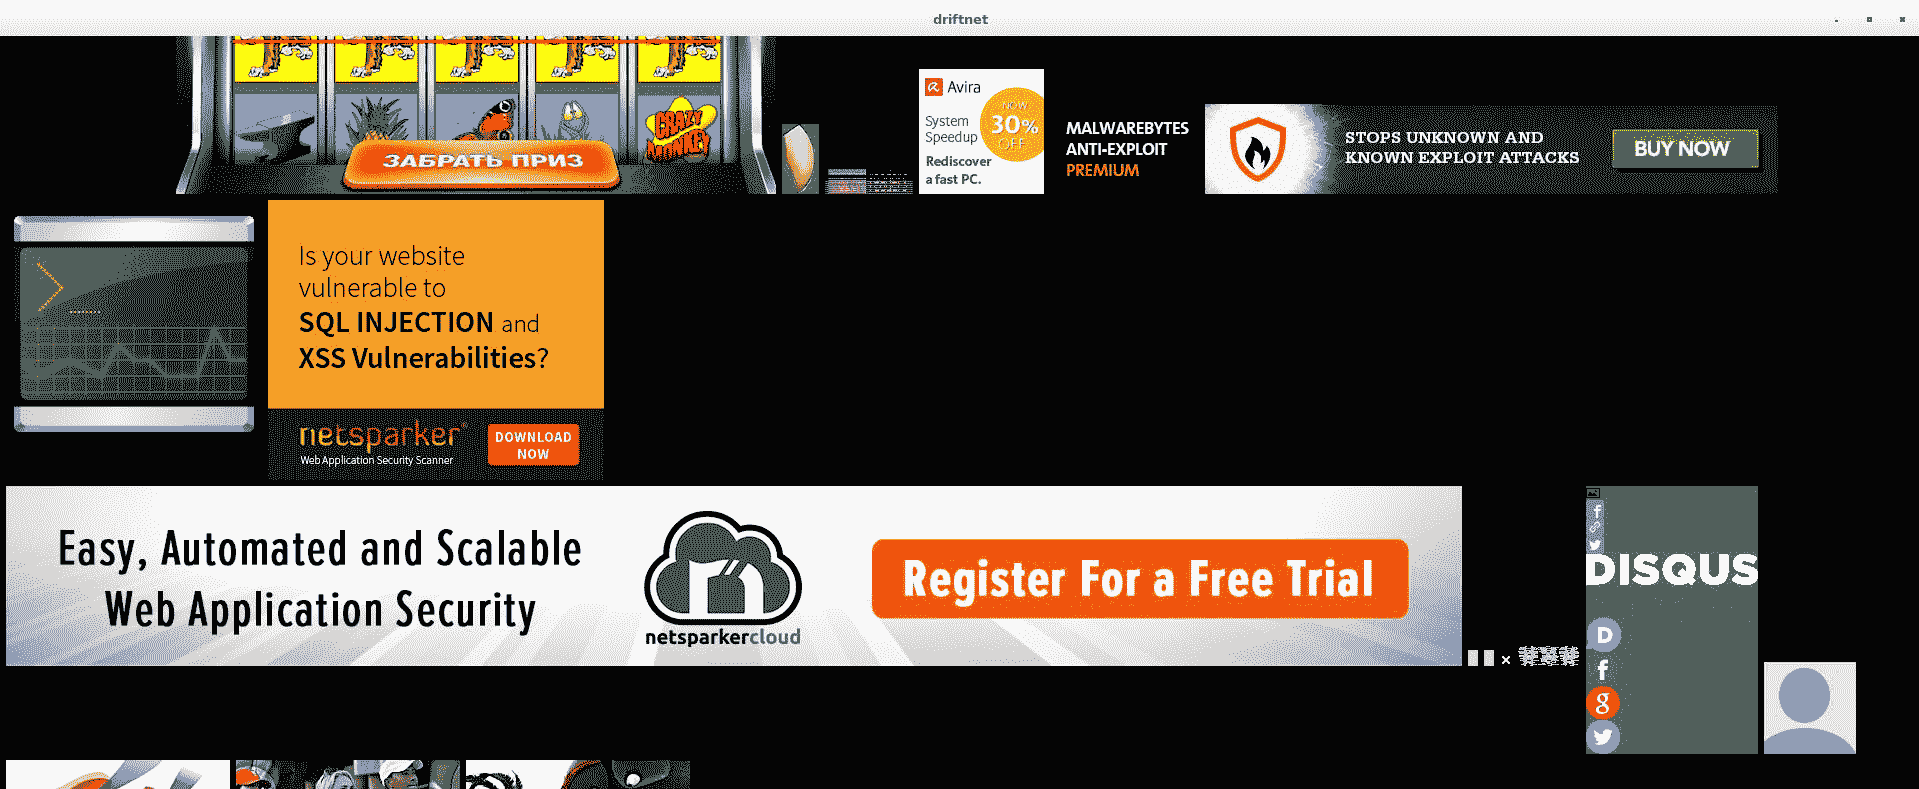 driftnet
CRAZY
MONKEY
ЗАБРАТЬ ПРИЗ
Avira
System
Speedup
NOW
30%
OFF
Rediscover
a fast PC.
MALWAREBYTES
ANTI-EXPLOIT
PREMIUM
STOPS UNKNOWN AND
KNOWN EXPLOIT ATTACKS
BUY NOW
Is your website
vulnerable to
SQL INJECTION and
XSS Vulnerabilities?
netsparker
Web Application Security Scanner
DOWNLOAD
NOW
Easy, Automated and Scalable
Web Application Security
netsparkercloud
Register For a Free Trial
DISQUS
D
f
g